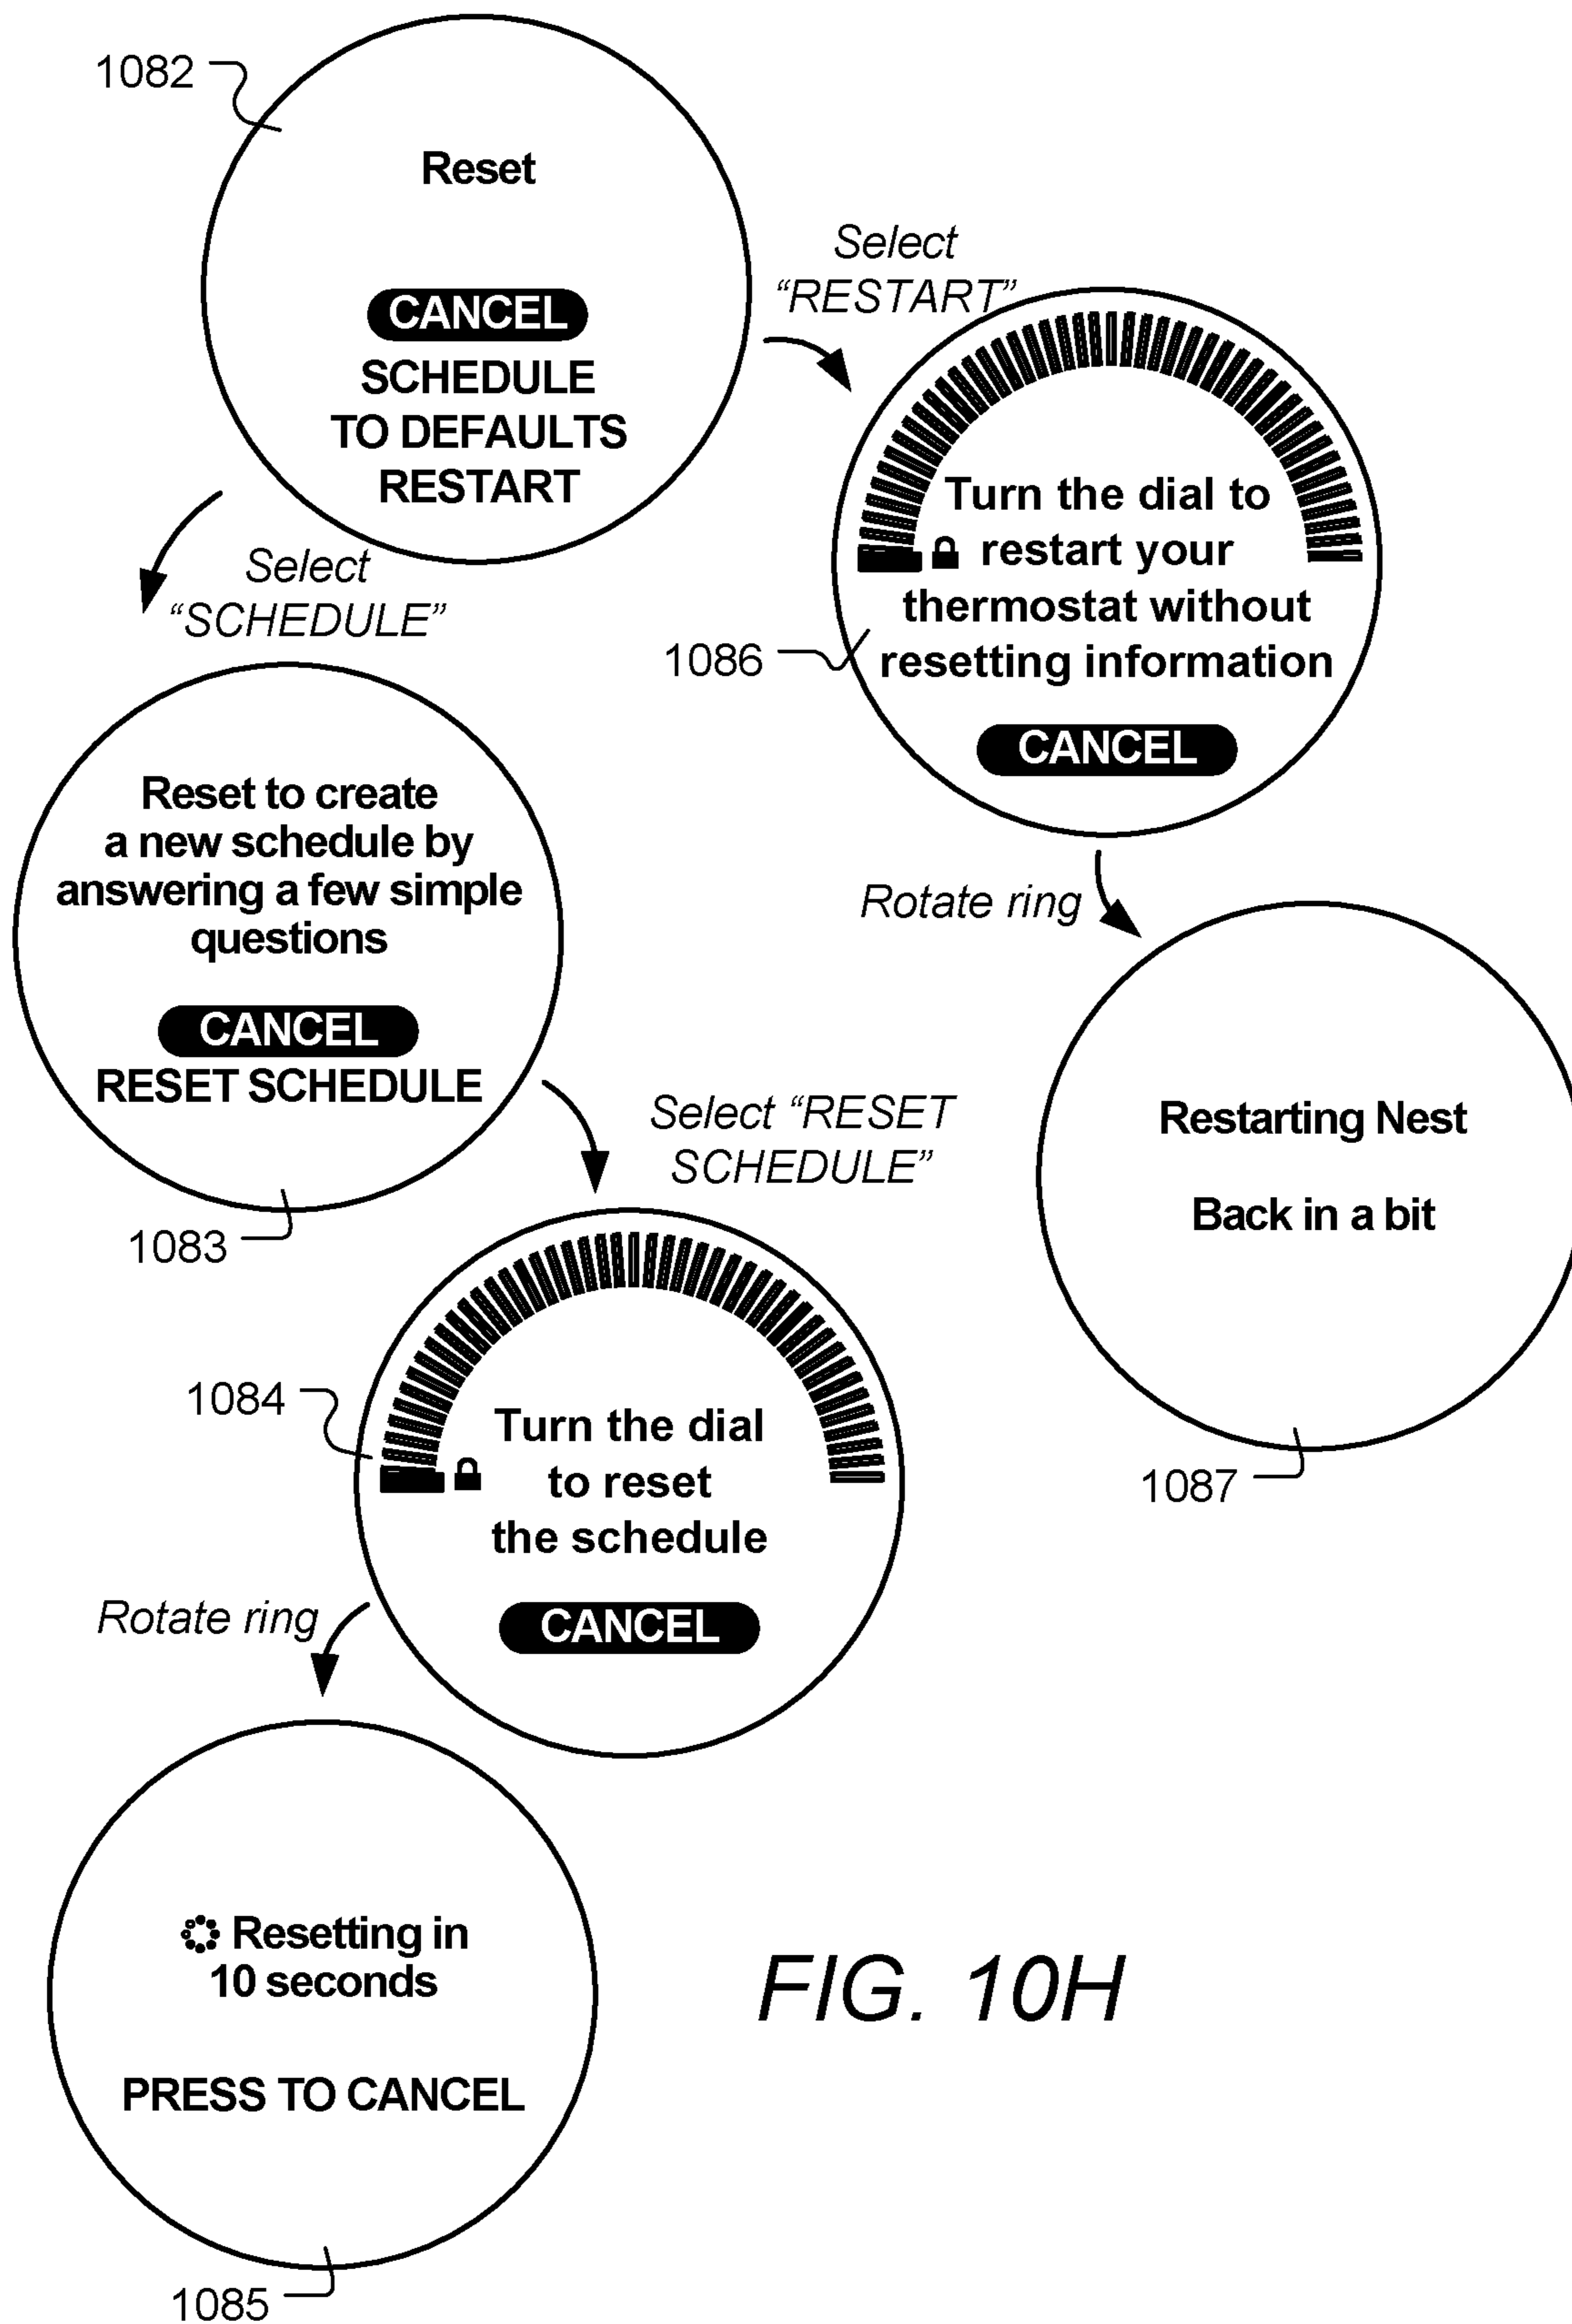 1082
Reset
CANCEL
SCHEDULE
TO DEFAULTS
RESTART
Select
“RESTART”
Turn the dial to
restart your
thermostat without
resetting information
CANCEL
1086
Select
“SCHEDULE”
Reset to create
a new schedule by
answering a few simple
questions
CANCEL
RESET SCHEDULE
1083
Rotate ring
Restarting Nest
Back in a bit
1087
Select “RESET
SCHEDULE”
1084
Turn the dial
to reset
the schedule
CANCEL
Rotate ring
Resetting in
10 seconds
PRESS TO CANCEL
1085
FIG. 10H